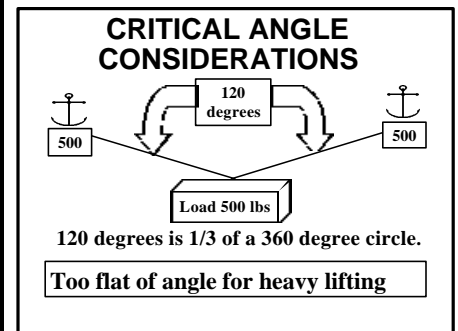 CRITICAL ANGLE
CONSIDERATIONS
120
degrees
500
500
Load 500 lbs
120 degrees is 1/3 of a 360 degree circle.
Too flat of angle for heavy lifting